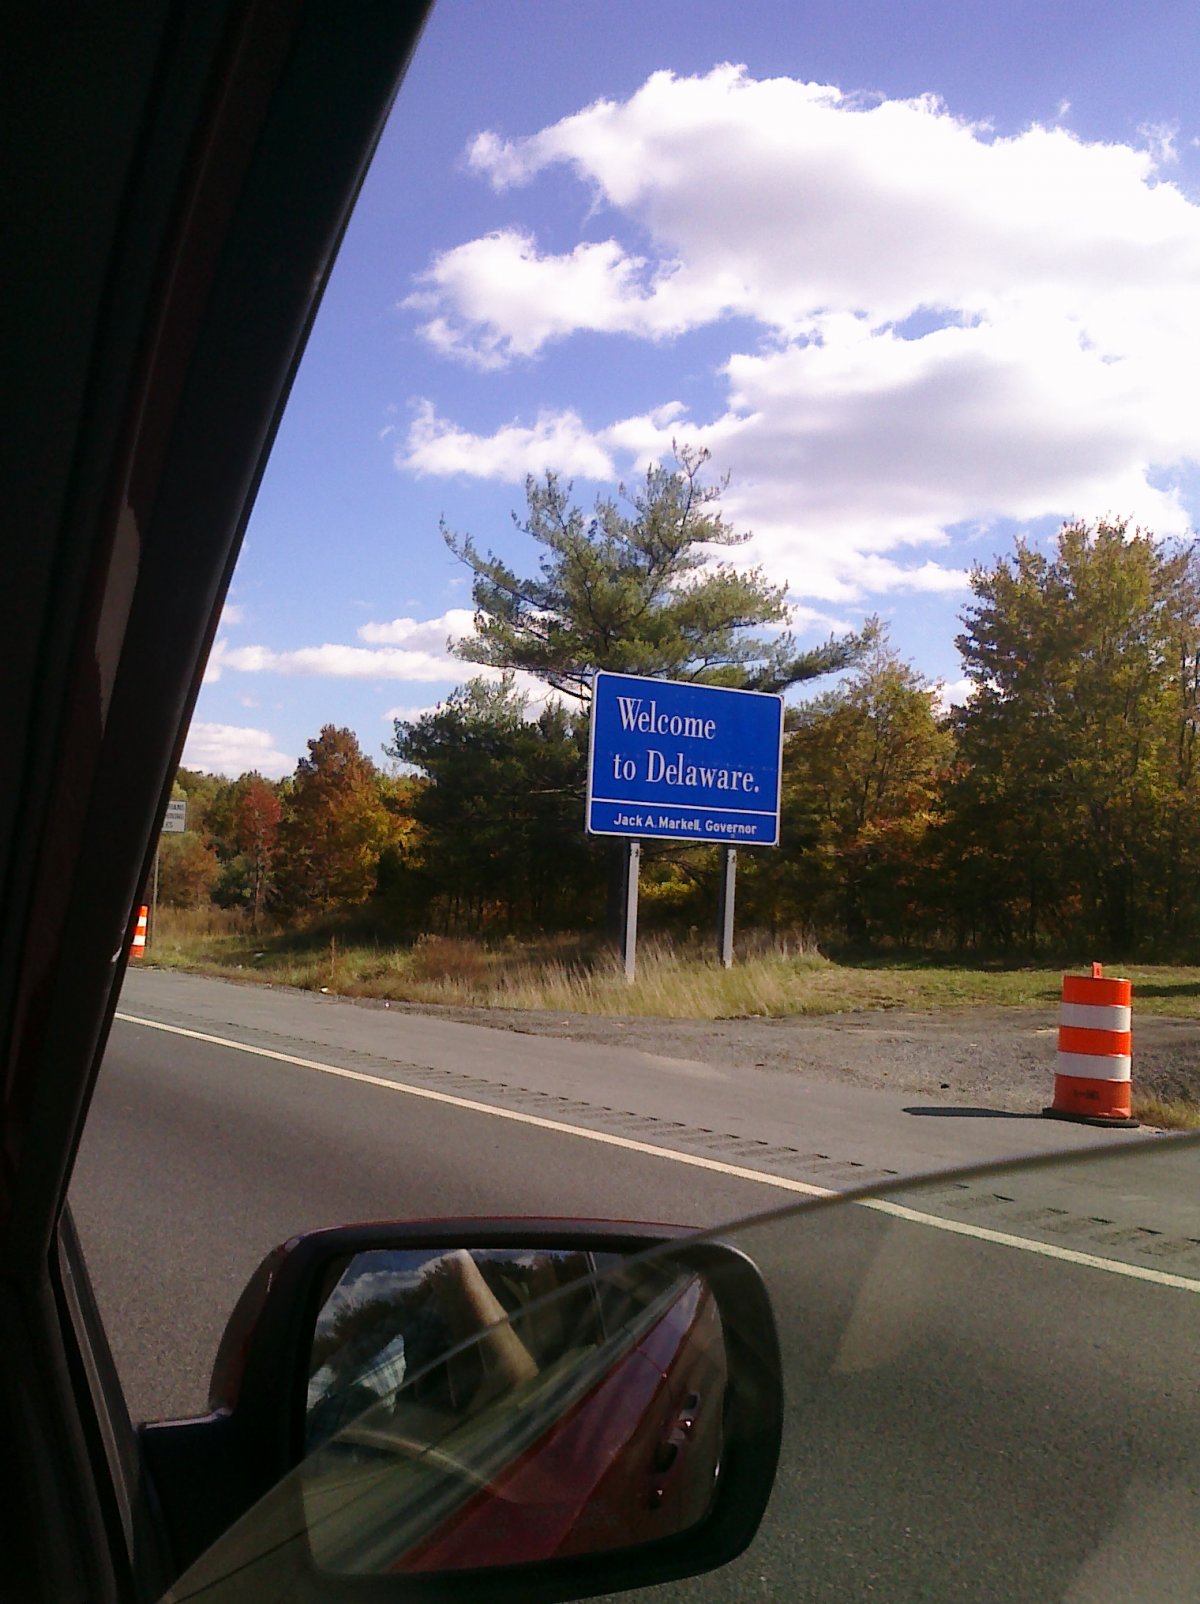 Welcome
to Delaware.
Jack A. Markell, Governor